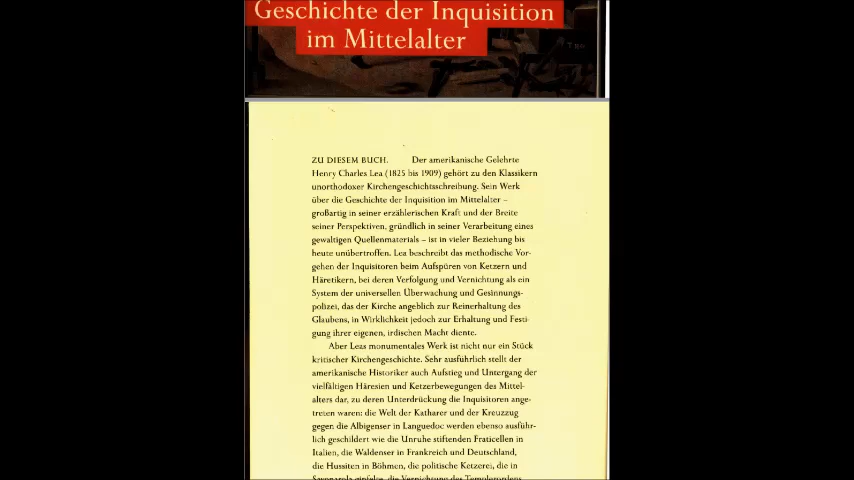 Geschichte der Inquisition
im Mittelalter
ZU DIESEM BUCH. Der amerikanische Gelehrte
Henry Charles Lea (1825 bis 1909) gehört zu den Klassikern
unorthodoxer Kirchengeschichtsschreibung. Sein Werk
über die Geschichte der Inquisition im Mittelalter –
großartig in seiner erzählerischen Kraft und der Breite
seiner Perspektiven, gründlich in seiner Verarbeitung eines
gewaltigen Quellenmaterials – ist in vieler Beziehung bis
heute unübertroffen. Lea beschreibt das methodische Vor-
gehen der Inquisitoren beim Aufspüren von Ketzern und
Häretikern, bei deren Verfolgung und Vernichtung als ein
System der universellen Überwachung und Gesinnungs-
polizei, das der Kirche angeblich zur Reinerhaltung des
Glaubens, in Wirklichkeit jedoch zur Erhaltung und Festi-
gung ihrer eigenen, irdischen Macht diente.
Aber Leas monumentales Werk ist nicht nur ein Stück
kritischer Kirchengeschichte. Sehr ausführlich stellt der
amerikanische Historiker auch Aufstieg und Untergang der
vielfältigen Häresien und Ketzerbewegungen des Mittel-
alters dar, zu deren Unterdrückung die Inquisitoren ange-
treten waren: die Welt der Katharer und der Kreuzzug
gegen die Albigenser in Languedoc werden ebenso ausführ-
lich geschildert wie die Unruhe stiftenden Fraticellen in
Italien, die Waldenser in Frankreich und Deutschland,
die Hussiten in Böhmen, die politische Ketzerei, die in
Savonarola gipfelte, die Vernichtung des Templerordens